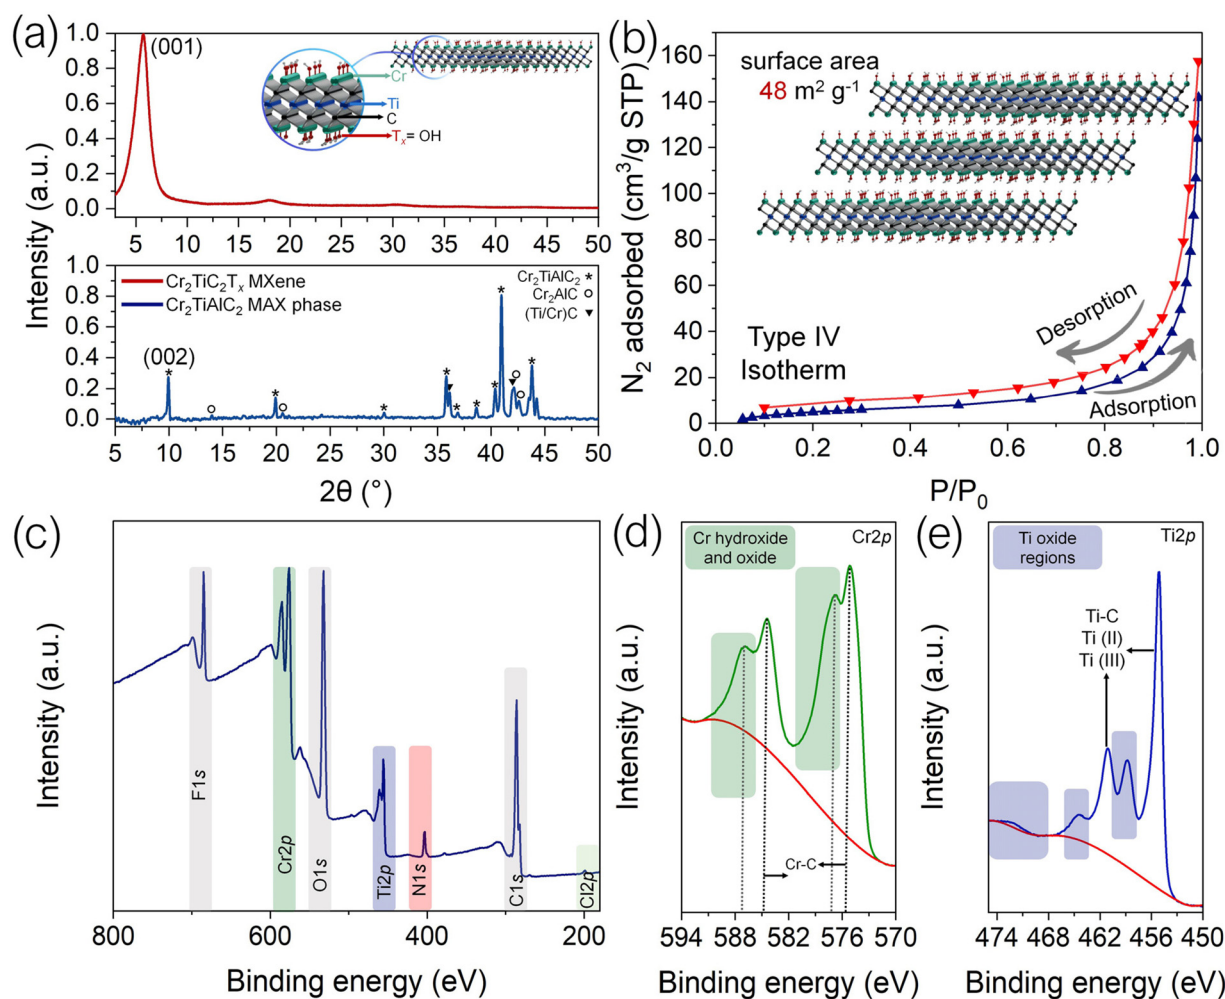 (a)
1.0
0.8
0.6
0.4
0.2
0.0
(001)
Cr
Ti
C
Tₓ= OH
5 10 15 20 25 30 35 40 45 50
Intensity (a.u.)
1.0
0.8
0.6
0.4
0.2
0.0
Cr₂TiC₂Tₓ MXene
Cr₂TiAlC₂ MAX phase
Cr₂TiAlC₂ *
Cr₂AlC o
(Ti/Cr)C ▼
(002)
* o * o * * ▼ * * * * ▼ o o *
5 10 15 20 25 30 35 40 45 50
2θ (°)
(b)
160
140
120
100
80
60
40
20
0
N₂ adsorbed (cm³/g STP)
surface area
48 m² g⁻¹
Desorption
Type IV
Isotherm
Adsorption
0.0 0.2 0.4 0.6 0.8 1.0
P/P₀
(c)
Intensity (a.u.)
F1s
Cr2p
O1s
Ti2p
N1s
C1s
Cl2p
800 600 400 200
Binding energy (eV)
(d)
Cr hydroxide
and oxide
Cr2p
Intensity (a.u.)
Cr-C
594 588 582 576 570
Binding energy (eV)
(e)
Ti oxide
regions
Ti2p
Ti-C
Ti (II)
Ti (III)
Intensity (a.u.)
474 468 462 456 450
Binding energy (eV)